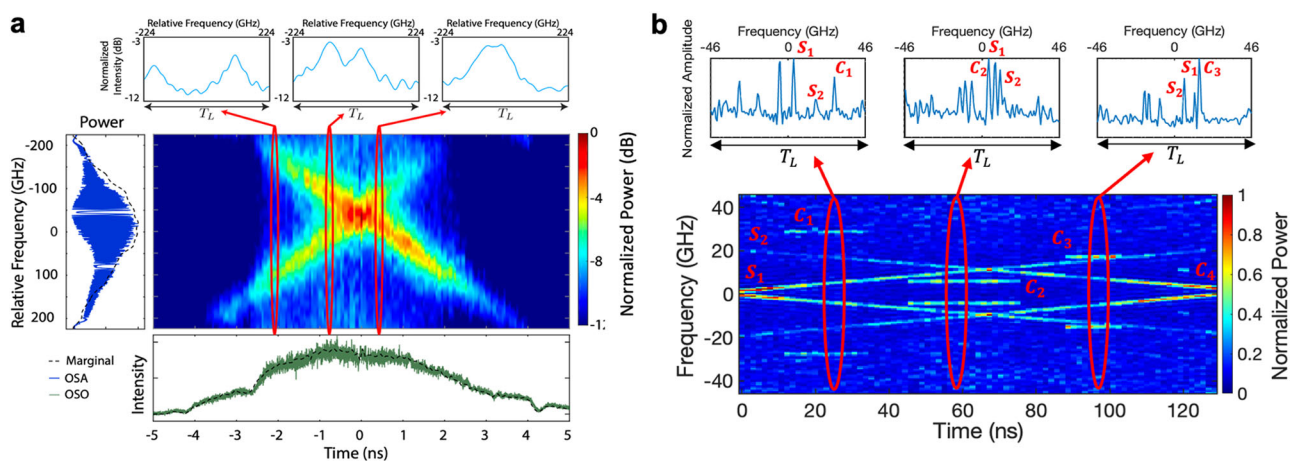 a
Relative Frequency (GHz)
Relative Frequency (GHz)
Relative Frequency (GHz)
-224
224
-224
224
-224
224
Normalized
Intensity (dB)
-3
-12
-3
-12
-3
-12
T_L
T_L
T_L
Power
Relative Frequency (GHz)
-200
-100
0
100
200
0
-2
-4
-6
-8
-1
Normalized Power (dB)
Marginal
OSA
OSO
Intensity
-5
-4
-3
-2
-1
0
1
2
3
4
5
Time (ns)
b
Frequency (GHz)
Frequency (GHz)
Frequency (GHz)
-46
0
46
-46
0
46
-46
0
46
Normalized Amplitude
S1
C1
S2
S1
C2
S2
S1
C3
S2
T_L
T_L
T_L
Frequency (GHz)
40
20
0
-20
-40
C1
S2
S1
C2
C3
C4
0
20
40
60
80
100
120
Time (ns)
1
0.8
0.6
0.4
0.2
0
Normalized Power